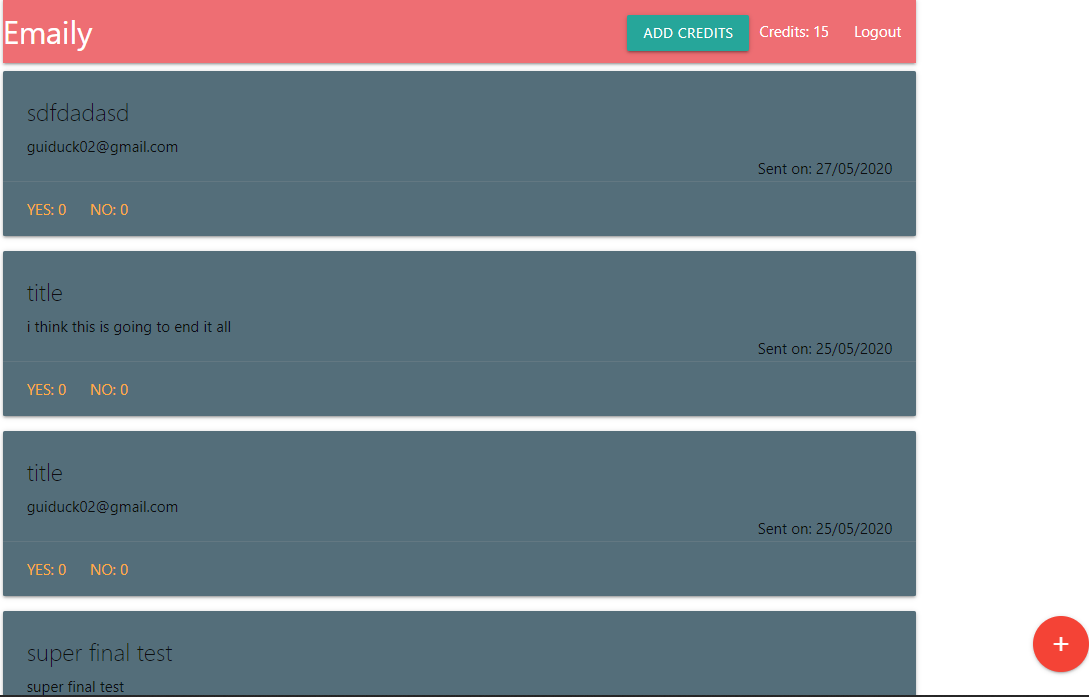 Emaily
ADD CREDITS Credits: 15 Logout
sdfdadasd
guiduck02@gmail.com
Sent on: 27/05/2020
YES: 0 NO: 0
title
i think this is going to end it all
Sent on: 25/05/2020
YES: 0 NO: 0
title
guiduck02@gmail.com
Sent on: 25/05/2020
YES: 0 NO: 0
super final test
super final test
+